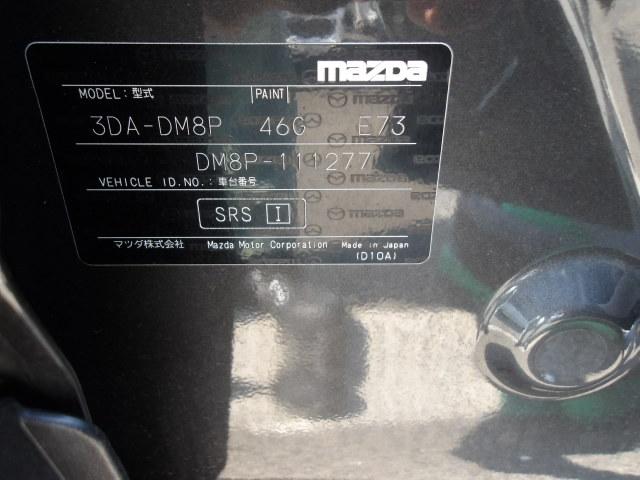 mazda
MODEL:型式 PAINT
3DA-DM8P 46G E73
DM8P-111277
VEHICLE ID.NO.:車台番号
SRS I
マツダ株式会社 Mazda Motor Corporation Made in Japan
(D10A)